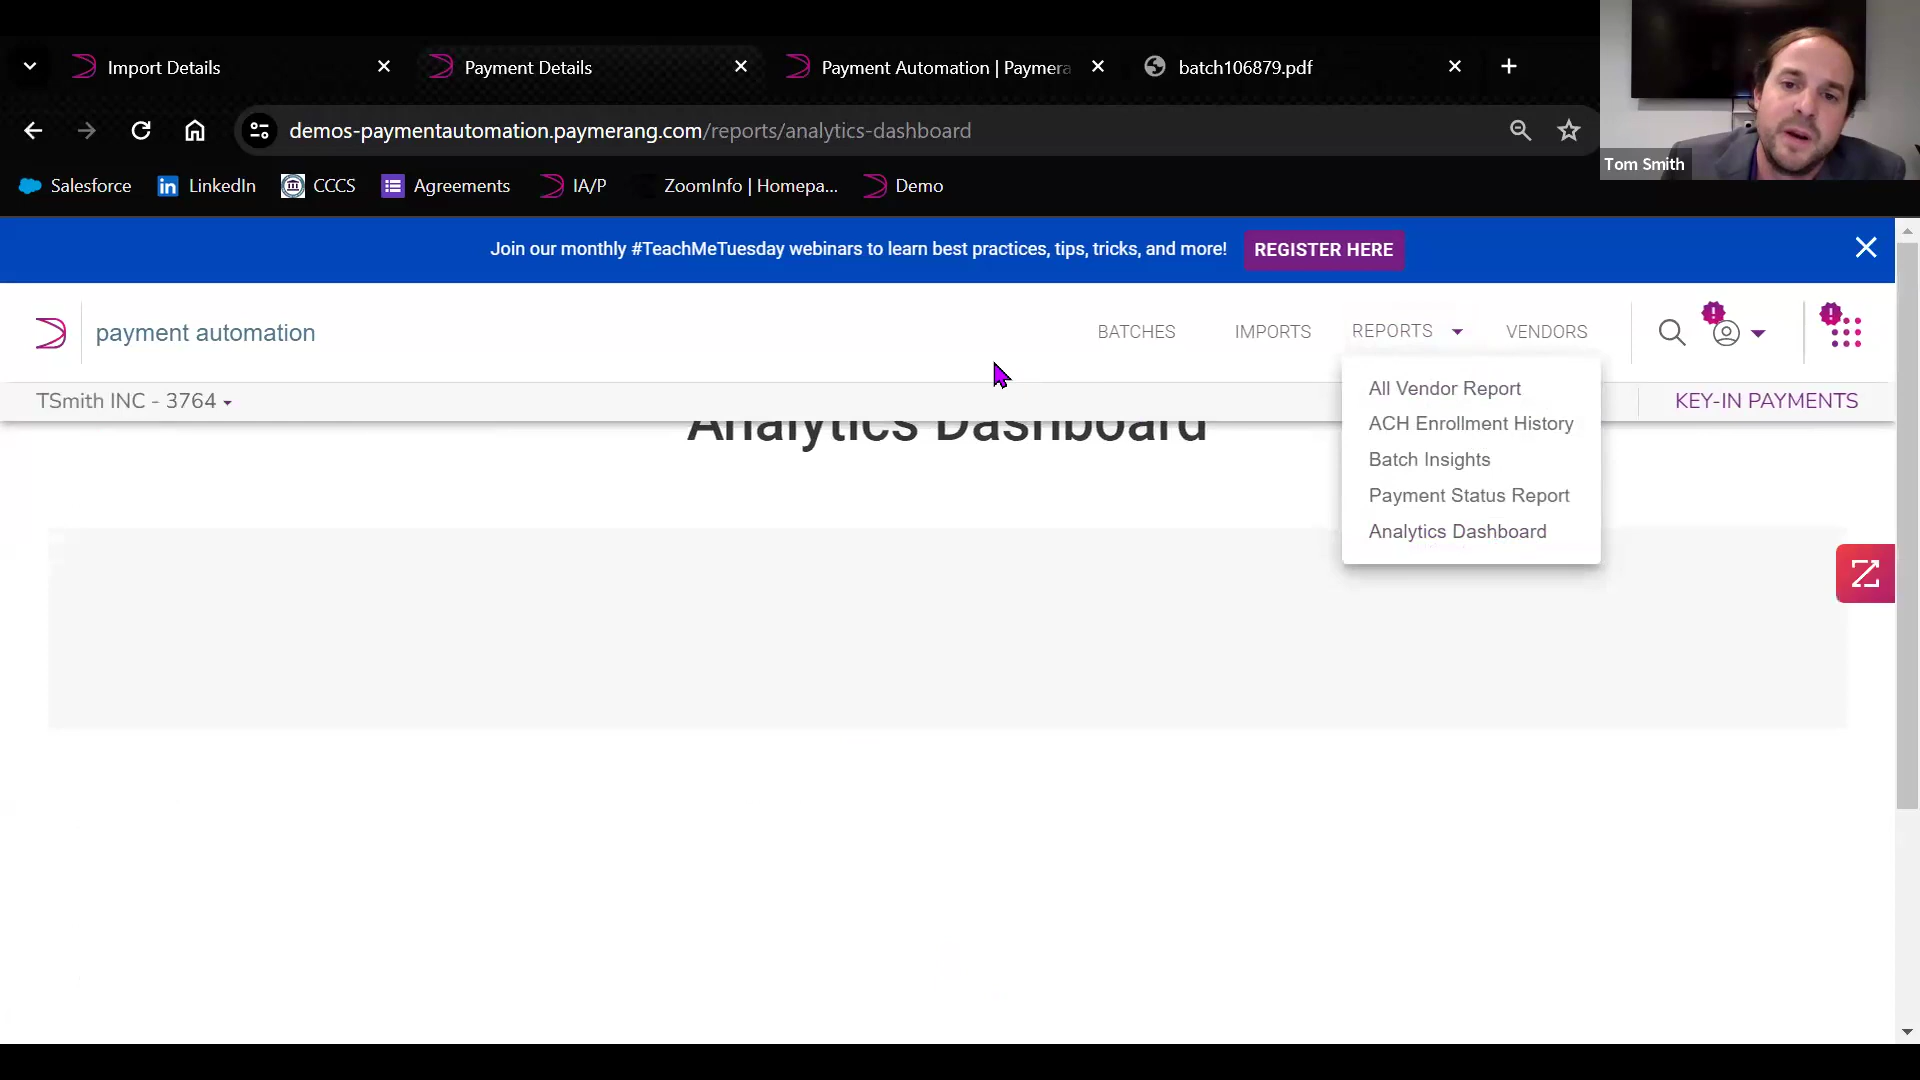 Import Details
Payment Details
Payment Automation | Paymera
batch106879.pdf
demos-paymentautomation.paymerang.com/reports/analytics-dashboard
Tom Smith
Salesforce
LinkedIn
CCCS
Agreements
IA/P
ZoomInfo | Homepa...
Demo
Join our monthly #TeachMeTuesday webinars to learn best practices, tips, tricks, and more!
REGISTER HERE
payment automation
BATCHES
IMPORTS
REPORTS
VENDORS
TSmith INC - 3764
KEY-IN PAYMENTS
All Vendor Report
ACH Enrollment History
Batch Insights
Payment Status Report
Analytics Dashboard
Analytics Dashboard